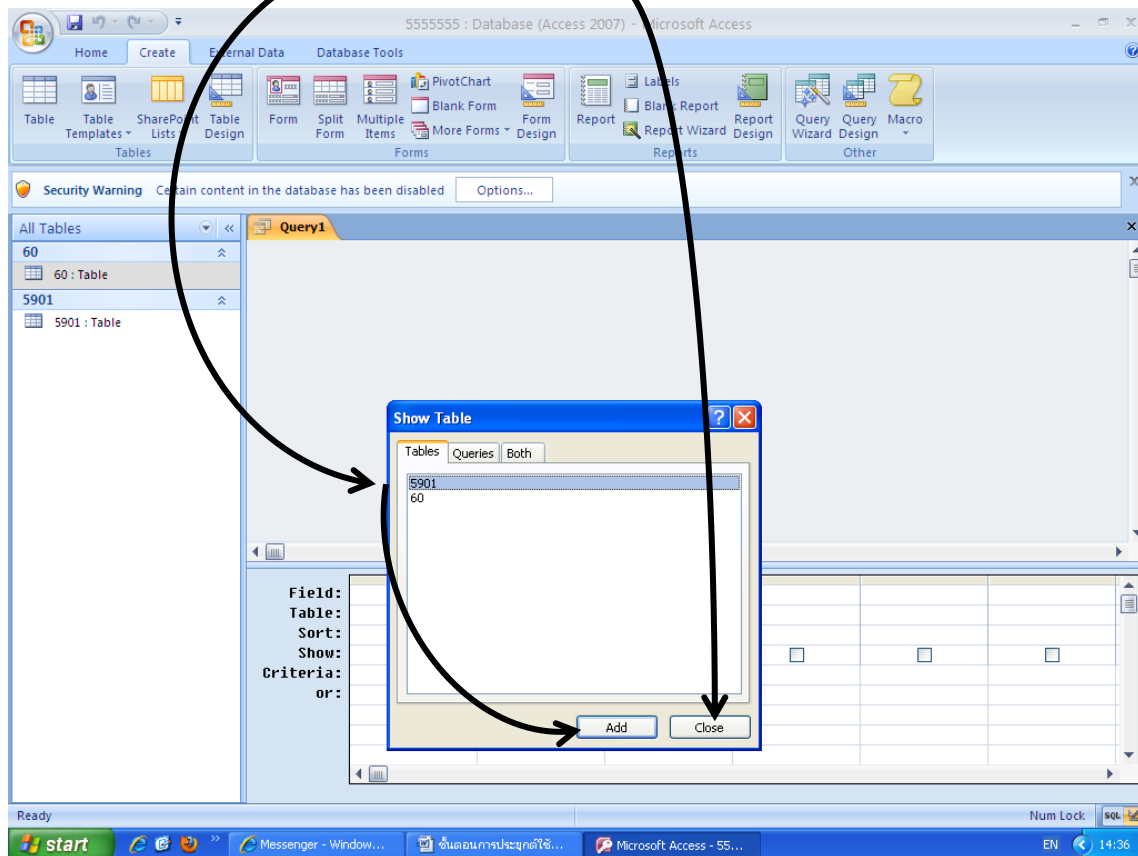 5555555 : Database (Access 2007) - Microsoft Access
Home Create External Data Database Tools
Table
Table Templates
SharePoint Lists
Table Design
Tables
Form
Split Form
Multiple Items
PivotChart
Blank Form
More Forms
Form Design
Forms
Report
Labels
Blank Report
Report Wizard
Report Design
Reports
Query Wizard
Query Design
Macro
Other
Security Warning Certain content in the database has been disabled Options...
All Tables
60
60 : Table
5901
5901 : Table
Query1
Show Table
Tables Queries Both
5901
60
Add Close
Field:
Table:
Sort:
Show:
Criteria:
or:
Ready
Num Lock
SQL
start
Messenger - Window...
ขั้นตอนการประยุกต์ใช้...
Microsoft Access - 55...
EN
14:36